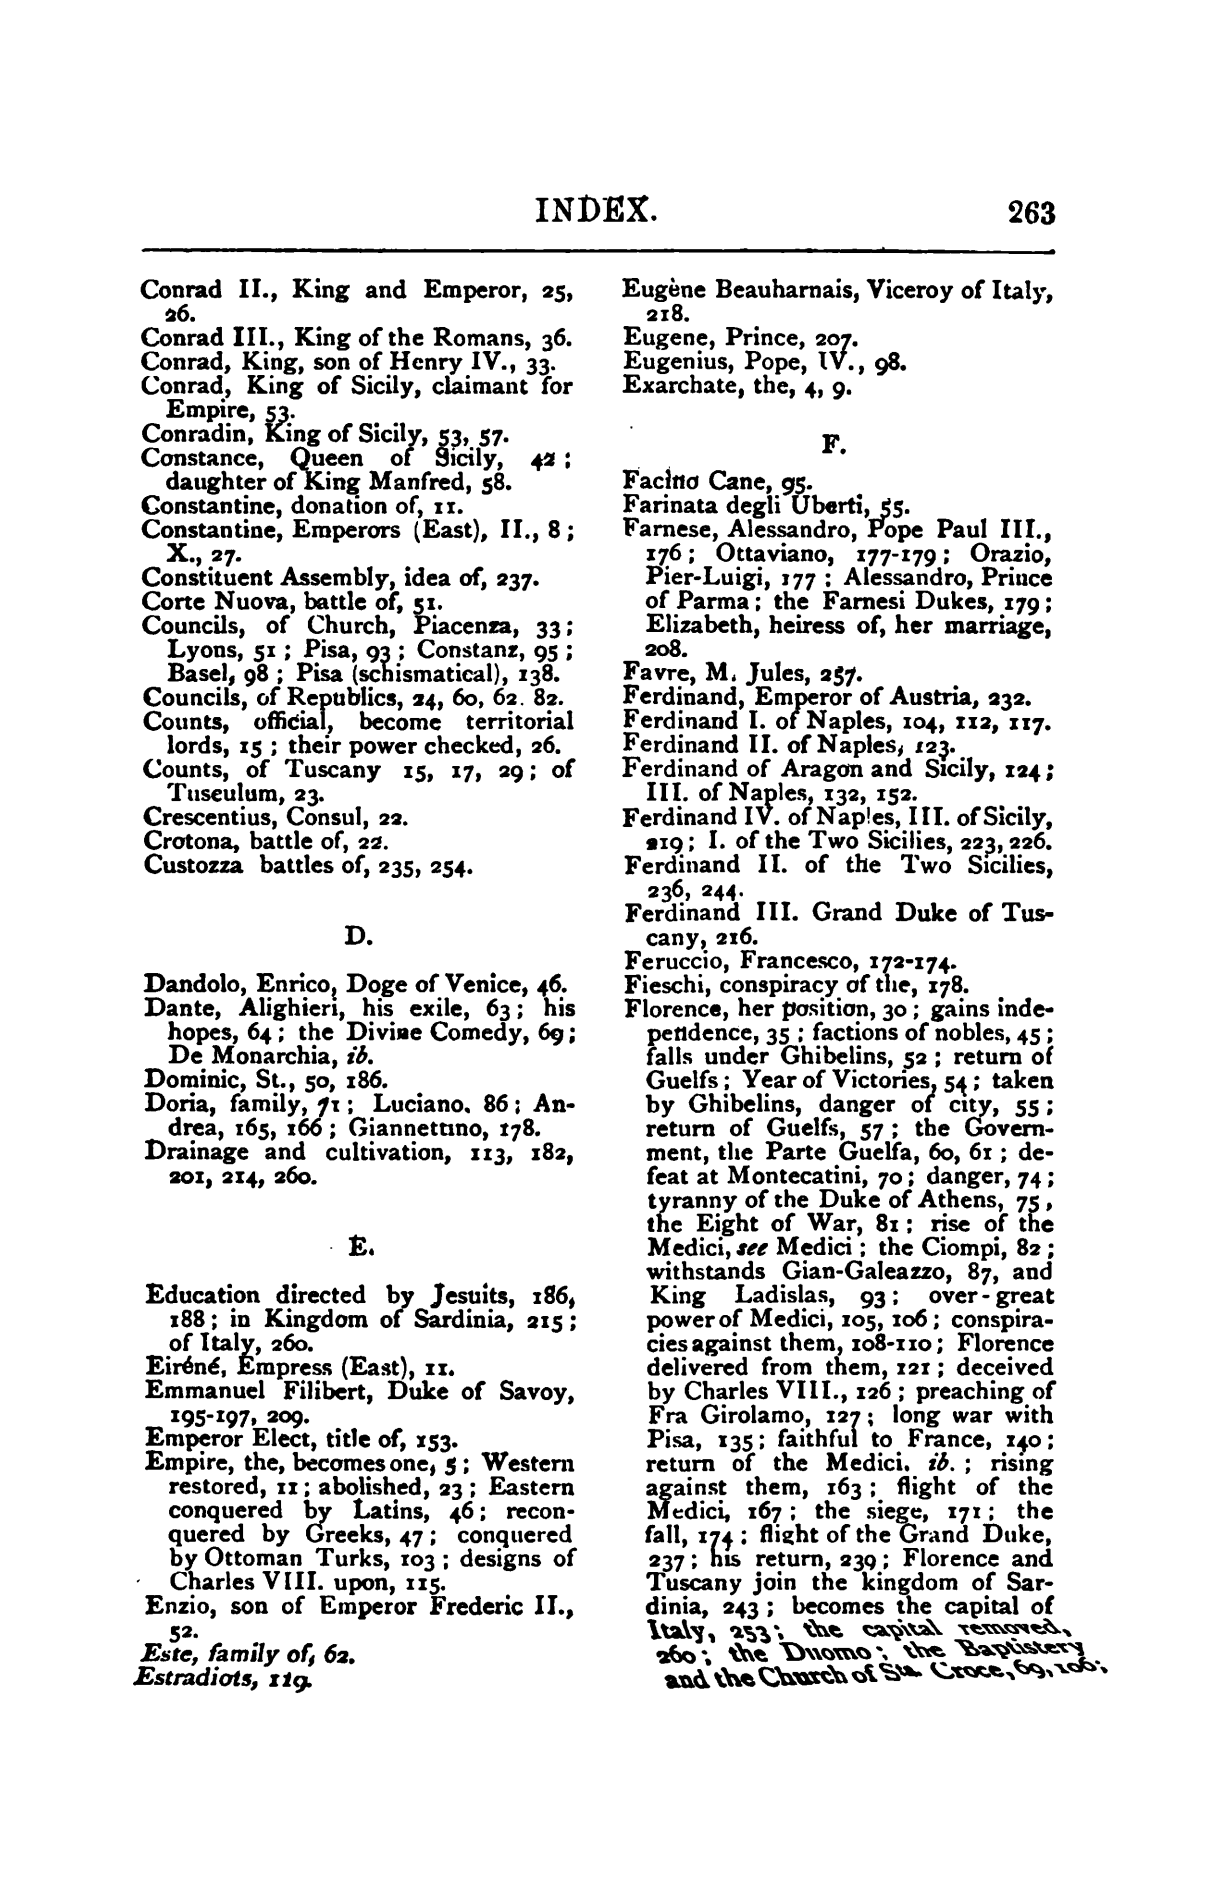 INDEX. 263
Conrad II., King and Emperor, 25,
26.
Conrad III., King of the Romans, 36.
Conrad, King, son of Henry IV., 33.
Conrad, King of Sicily, claimant for
Empire, 53.
Conradin, King of Sicily, 53, 57.
Constance, Queen of Sicily, 42 ;
daughter of King Manfred, 58.
Constantine, donation of, 11.
Constantine, Emperors (East), II., 8 ;
X., 27.
Constituent Assembly, idea of, 237.
Corte Nuova, battle of, 51.
Councils, of Church, Piacenza, 33 ;
Lyons, 51 ; Pisa, 93 ; Constanz, 95 ;
Basel, 98 ; Pisa (schismatical), 138.
Councils, of Republics, 24, 60, 62. 82.
Counts, official, become territorial
lords, 15 ; their power checked, 26.
Counts, of Tuscany 15, 17, 29 ; of
Tusculum, 23.
Crescentius, Consul, 22.
Crotona, battle of, 22.
Custozza battles of, 235, 254.
D.
Dandolo, Enrico, Doge of Venice, 46.
Dante, Alighieri, his exile, 63 ; his
hopes, 64 ; the Divine Comedy, 69 ;
De Monarchia, ib.
Dominic, St., 50, 186.
Doria, family, 71 ; Luciano. 86 ; An-
drea, 165, 166 ; Giannettino, 178.
Drainage and cultivation, 113, 182,
201, 214, 260.
E.
Education directed by Jesuits, 186,
188 ; in Kingdom of Sardinia, 215 ;
of Italy, 260.
Eiréné, Empress (East), 11.
Emmanuel Filibert, Duke of Savoy,
195-197, 209.
Emperor Elect, title of, 153.
Empire, the, becomes one, 5 ; Western
restored, 11 ; abolished, 23 ; Eastern
conquered by Latins, 46 ; recon-
quered by Greeks, 47 ; conquered
by Ottoman Turks, 103 ; designs of
Charles VIII. upon, 115.
Enzio, son of Emperor Frederic II.,
52.
Este, family of, 62.
Estradiots, 119.
Eugène Beauharnais, Viceroy of Italy,
218.
Eugene, Prince, 207.
Eugenius, Pope, IV., 98.
Exarchate, the, 4, 9.
F.
Facino Cane, 95.
Farinata degli Uberti, 55.
Farnese, Alessandro, Pope Paul III.,
176 ; Ottaviano, 177-179 ; Orazio,
Pier-Luigi, 177 ; Alessandro, Prince
of Parma ; the Farnesi Dukes, 179 ;
Elizabeth, heiress of, her marriage,
208.
Favre, M. Jules, 257.
Ferdinand, Emperor of Austria, 232.
Ferdinand I. of Naples, 104, 112, 117.
Ferdinand II. of Naples, 123.
Ferdinand of Aragon and Sicily, 124 ;
III. of Naples, 132, 152.
Ferdinand IV. of Naples, III. of Sicily,
219 ; I. of the Two Sicilies, 223, 226.
Ferdinand II. of the Two Sicilies,
236, 244.
Ferdinand III. Grand Duke of Tus-
cany, 216.
Feruccio, Francesco, 172-174.
Fieschi, conspiracy of the, 178.
Florence, her position, 30 ; gains inde-
pendence, 35 ; factions of nobles, 45 ;
falls under Ghibelins, 52 ; return of
Guelfs ; Year of Victories, 54 ; taken
by Ghibelins, danger of city, 55 ;
return of Guelfs, 57 ; the Govern-
ment, the Parte Guelfa, 60, 61 ; de-
feat at Montecatini, 70 ; danger, 74 ;
tyranny of the Duke of Athens, 75,
the Eight of War, 81 ; rise of the
Medici, see Medici ; the Ciompi, 82 ;
withstands Gian-Galeazzo, 87, and
King Ladislas, 93 ; over-great
power of Medici, 105, 106 ; conspira-
cies against them, 108-110 ; Florence
delivered from them, 121 ; deceived
by Charles VIII., 126 ; preaching of
Fra Girolamo, 127 ; long war with
Pisa, 135 ; faithful to France, 140 ;
return of the Medici. ib. ; rising
against them, 163 ; flight of the
Medici, 167 ; the siege, 171 ; the
fall, 174 ; flight of the Grand Duke,
237 ; his return, 239 ; Florence and
Tuscany join the kingdom of Sar-
dinia, 243 ; becomes the capital of
Italy, 253 ; the capital removed,
260 ; the Duomo ; the Baptistery
and the Church of Sta. Croce, 69, 106 ;